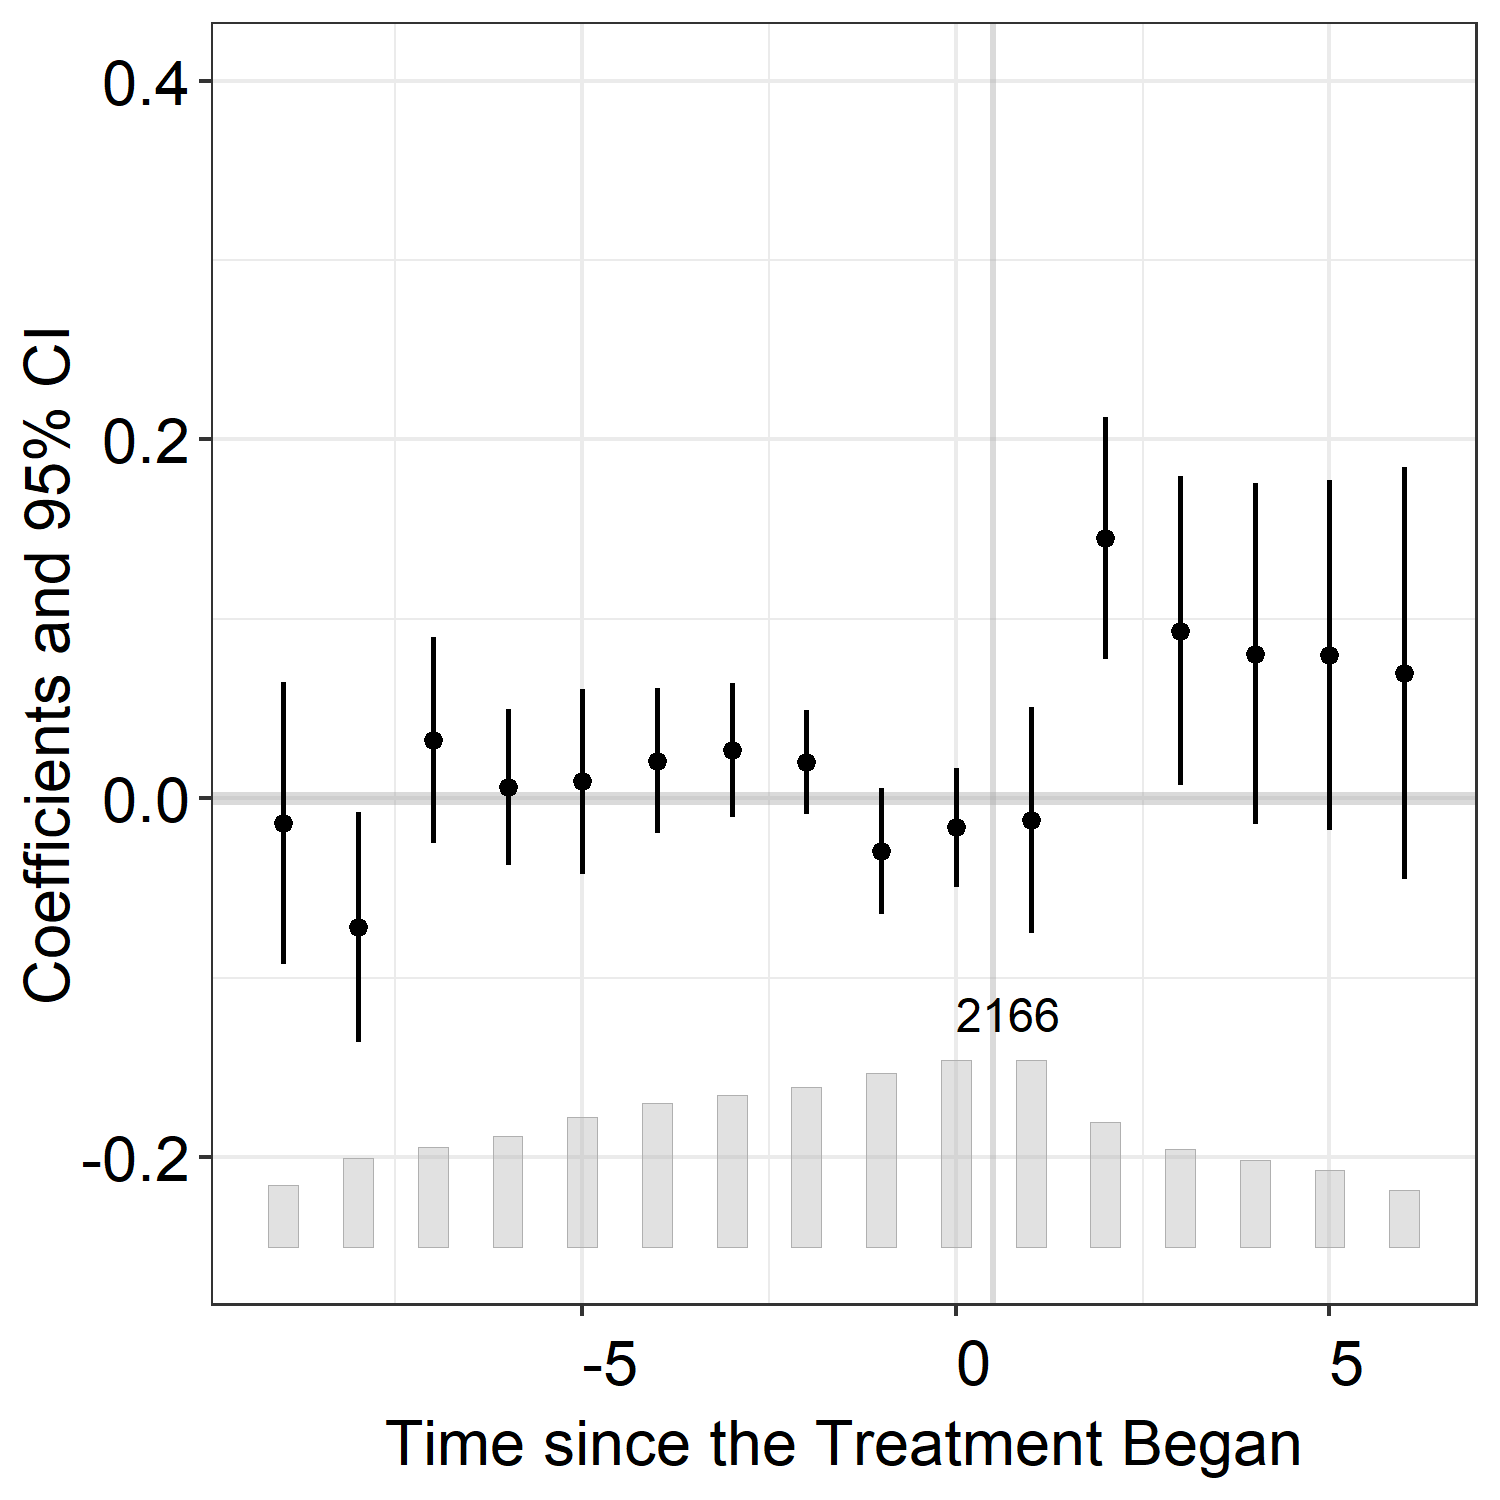 0.4
0.2
0.0
-0.2
Coefficients and 95% CI
2166
-5 0 5
Time since the Treatment Began